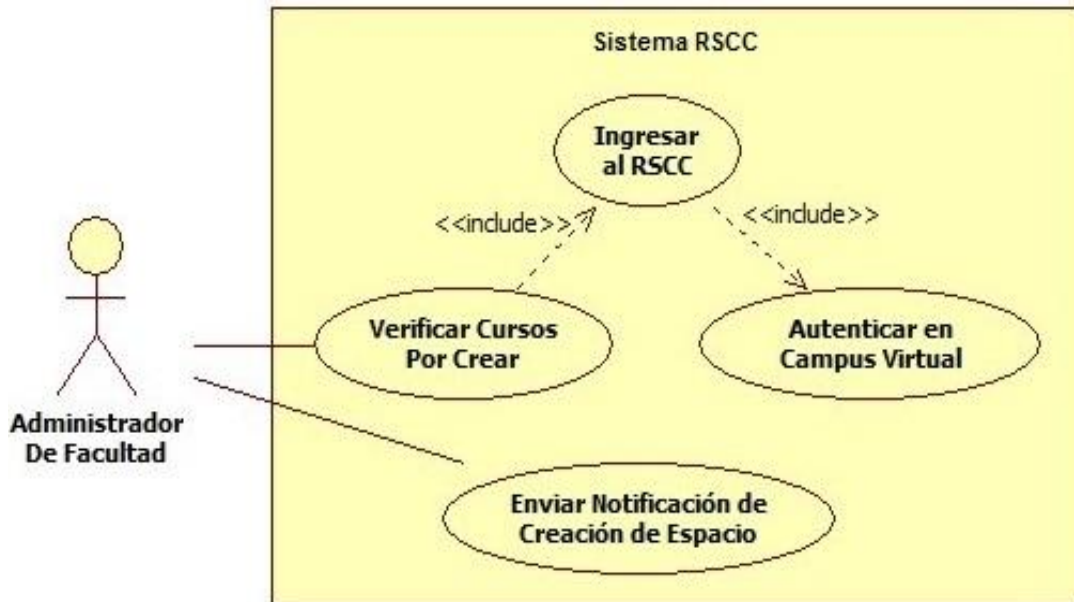 Sistema RSCC
Ingresar
al RSCC
<<include>>
<<include>>
Verificar Cursos
Por Crear
Autenticar en
Campus Virtual
Administrador
De Facultad
Enviar Notificación de
Creación de Espacio